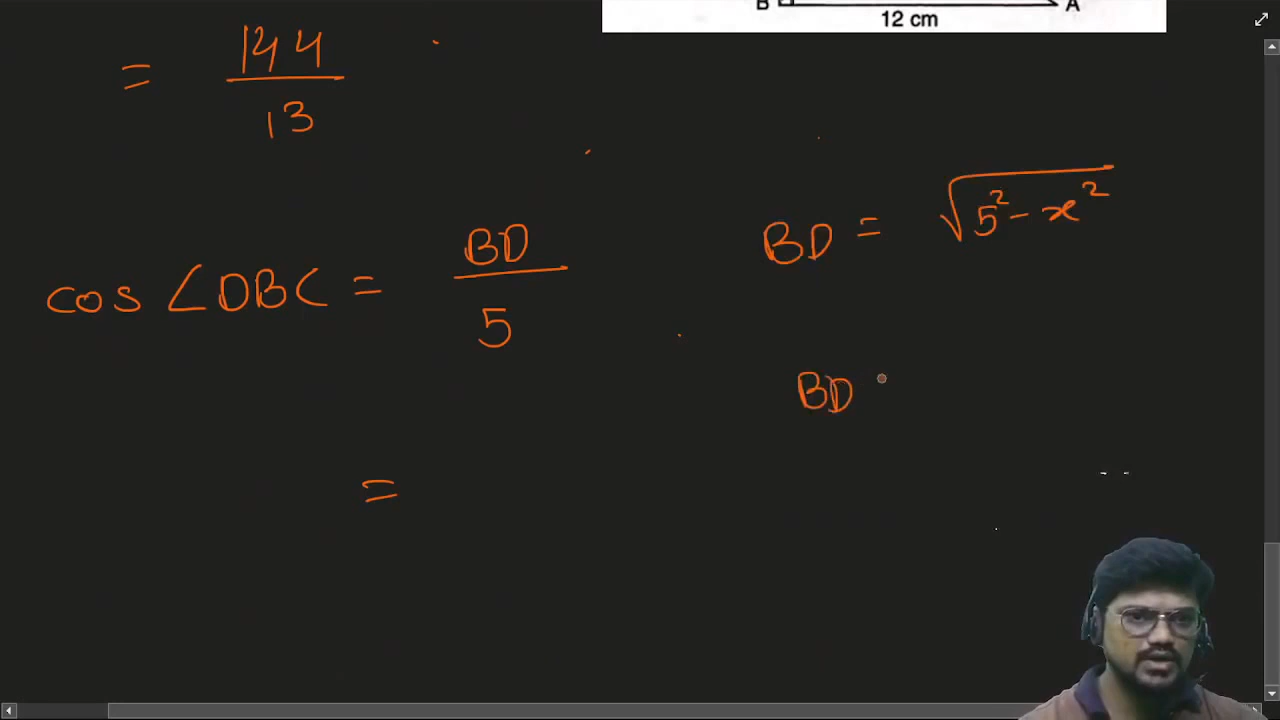 B A
12 cm
= 144/13
BD = √(5² - x²)
cos ∠DBC = BD/5
BD
=